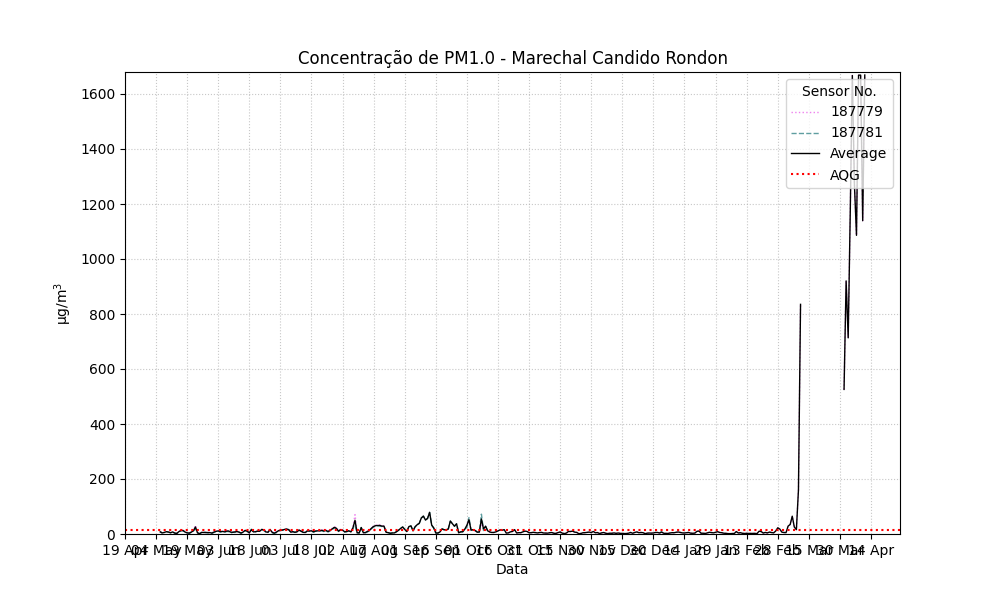 Concentração de PM1.0 - Marechal Candido Rondon
µg/m³
1600
1400
1200
1000
800
600
400
200
0
Sensor No.
187779
187781
Average
AQG
19 Apr 04 May 19 May 03 Jun 18 Jun 03 Jul 18 Jul 02 Aug 17 Aug 01 Sep 16 Sep 01 Oct 16 Oct 31 Oct 15 Nov 30 Nov 15 Dec 30 Dec 14 Jan 29 Jan 13 Feb 28 Feb 15 Mar 30 Mar 14 Apr
Data